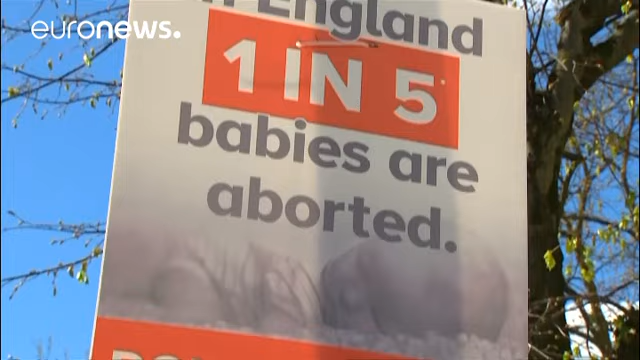 euronews.
England
1 IN 5*
babies are
aborted.